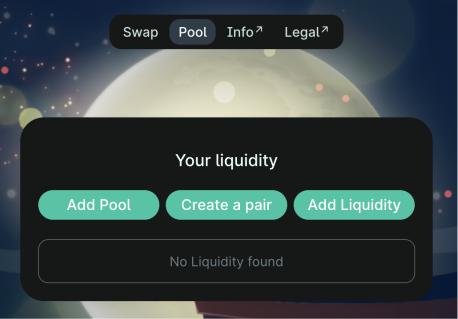 Swap Pool Info↗ Legal↗
Your liquidity
Add Pool Create a pair Add Liquidity
No Liquidity found